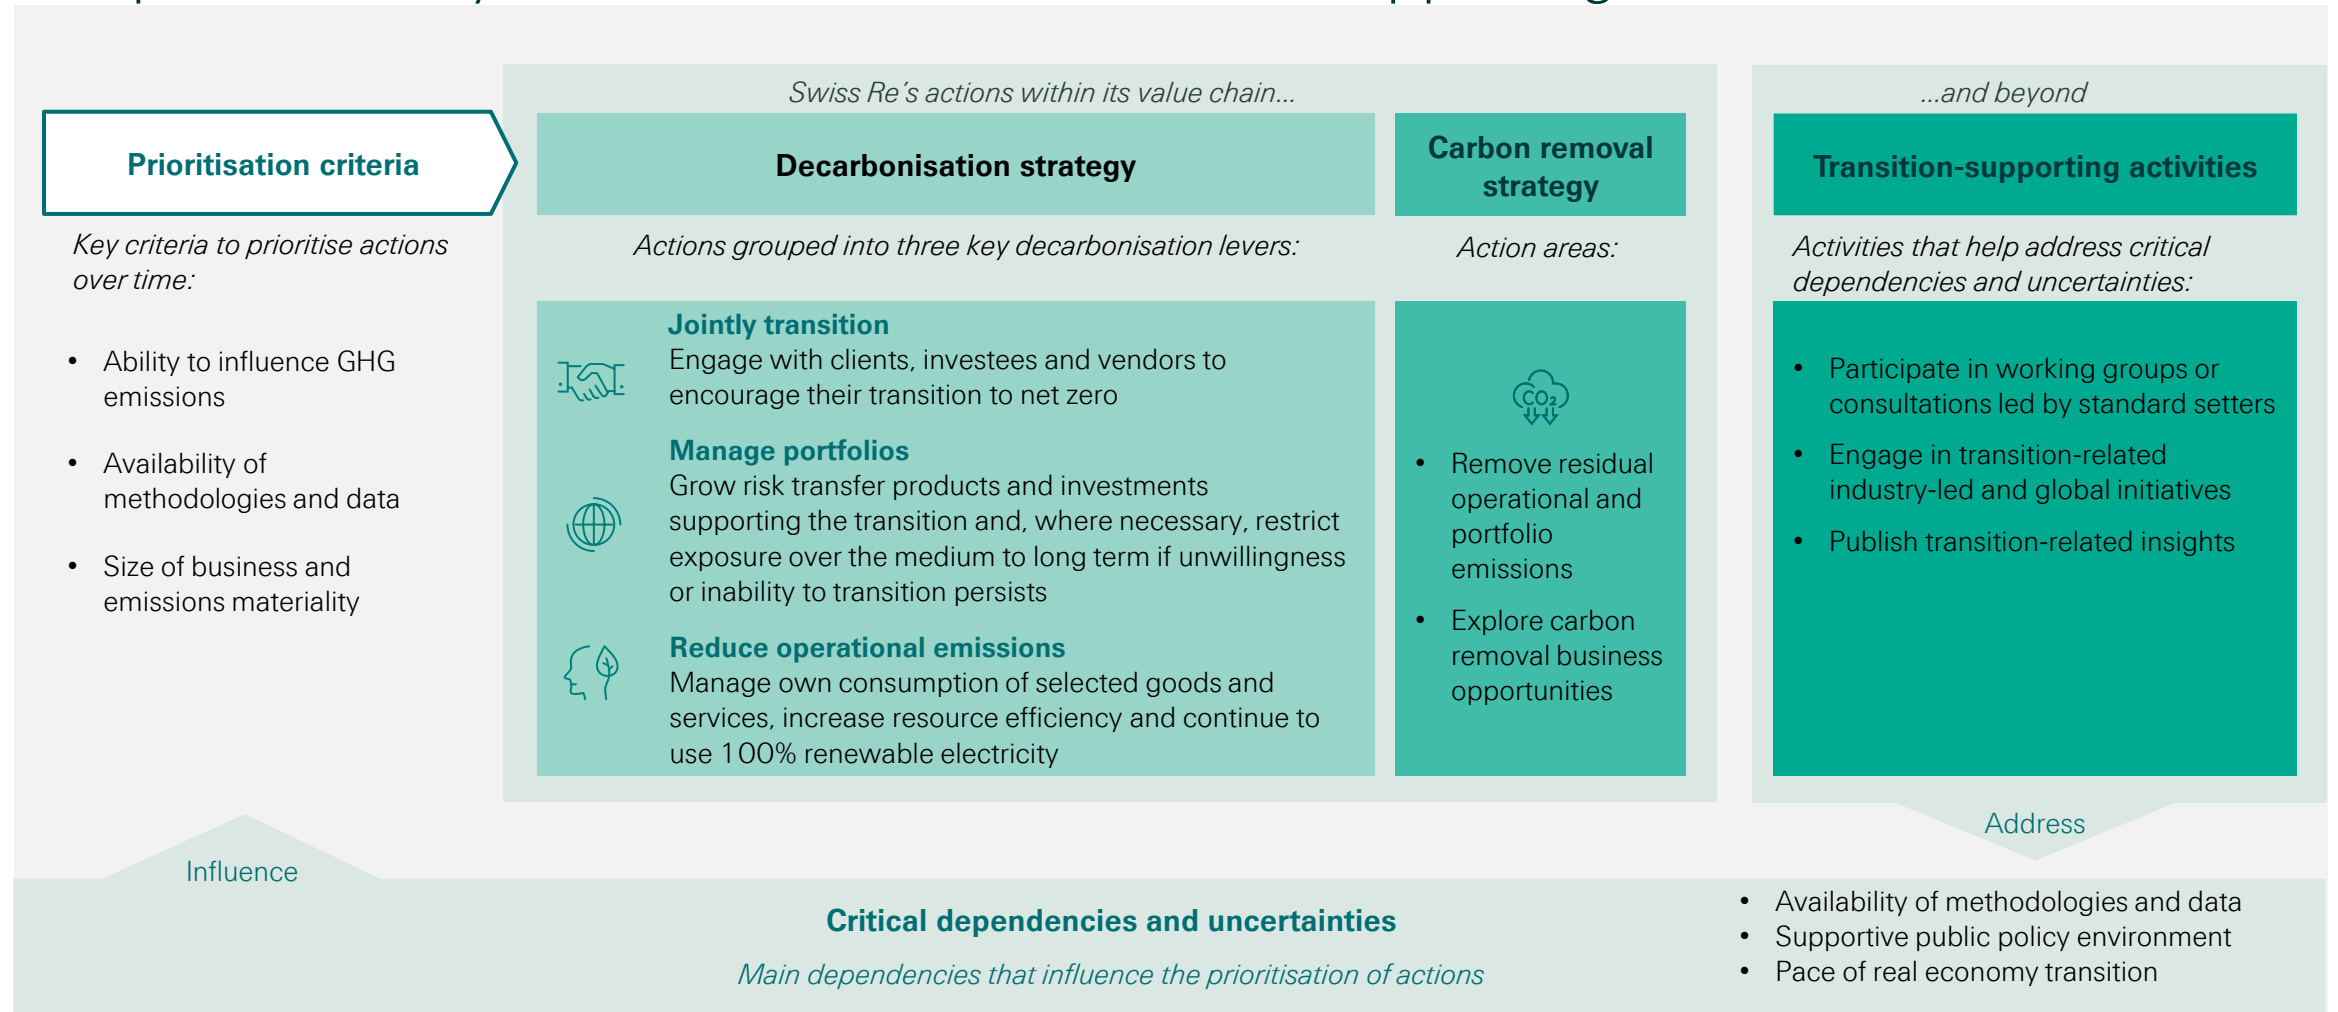 Swiss Re's actions within its value chain...
...and beyond
Prioritisation criteria
Key criteria to prioritise actions
over time:
• Ability to influence GHG
emissions
• Availability of
methodologies and data
• Size of business and
emissions materiality
Decarbonisation strategy
Actions grouped into three key decarbonisation levers:
Jointly transition
Engage with clients, investees and vendors to
encourage their transition to net zero
Manage portfolios
Grow risk transfer products and investments
supporting the transition and, where necessary, restrict
exposure over the medium to long term if unwillingness
or inability to transition persists
Reduce operational emissions
Manage own consumption of selected goods and
services, increase resource efficiency and continue to
use 100% renewable electricity
Carbon removal
strategy
Action areas:
CO₂
• Remove residual
operational and
portfolio
emissions
• Explore carbon
removal business
opportunities
Transition-supporting activities
Activities that help address critical
dependencies and uncertainties:
• Participate in working groups or
consultations led by standard setters
• Engage in transition-related
industry-led and global initiatives
• Publish transition-related insights
Influence
Address
Critical dependencies and uncertainties
Main dependencies that influence the prioritisation of actions
• Availability of methodologies and data
• Supportive public policy environment
• Pace of real economy transition